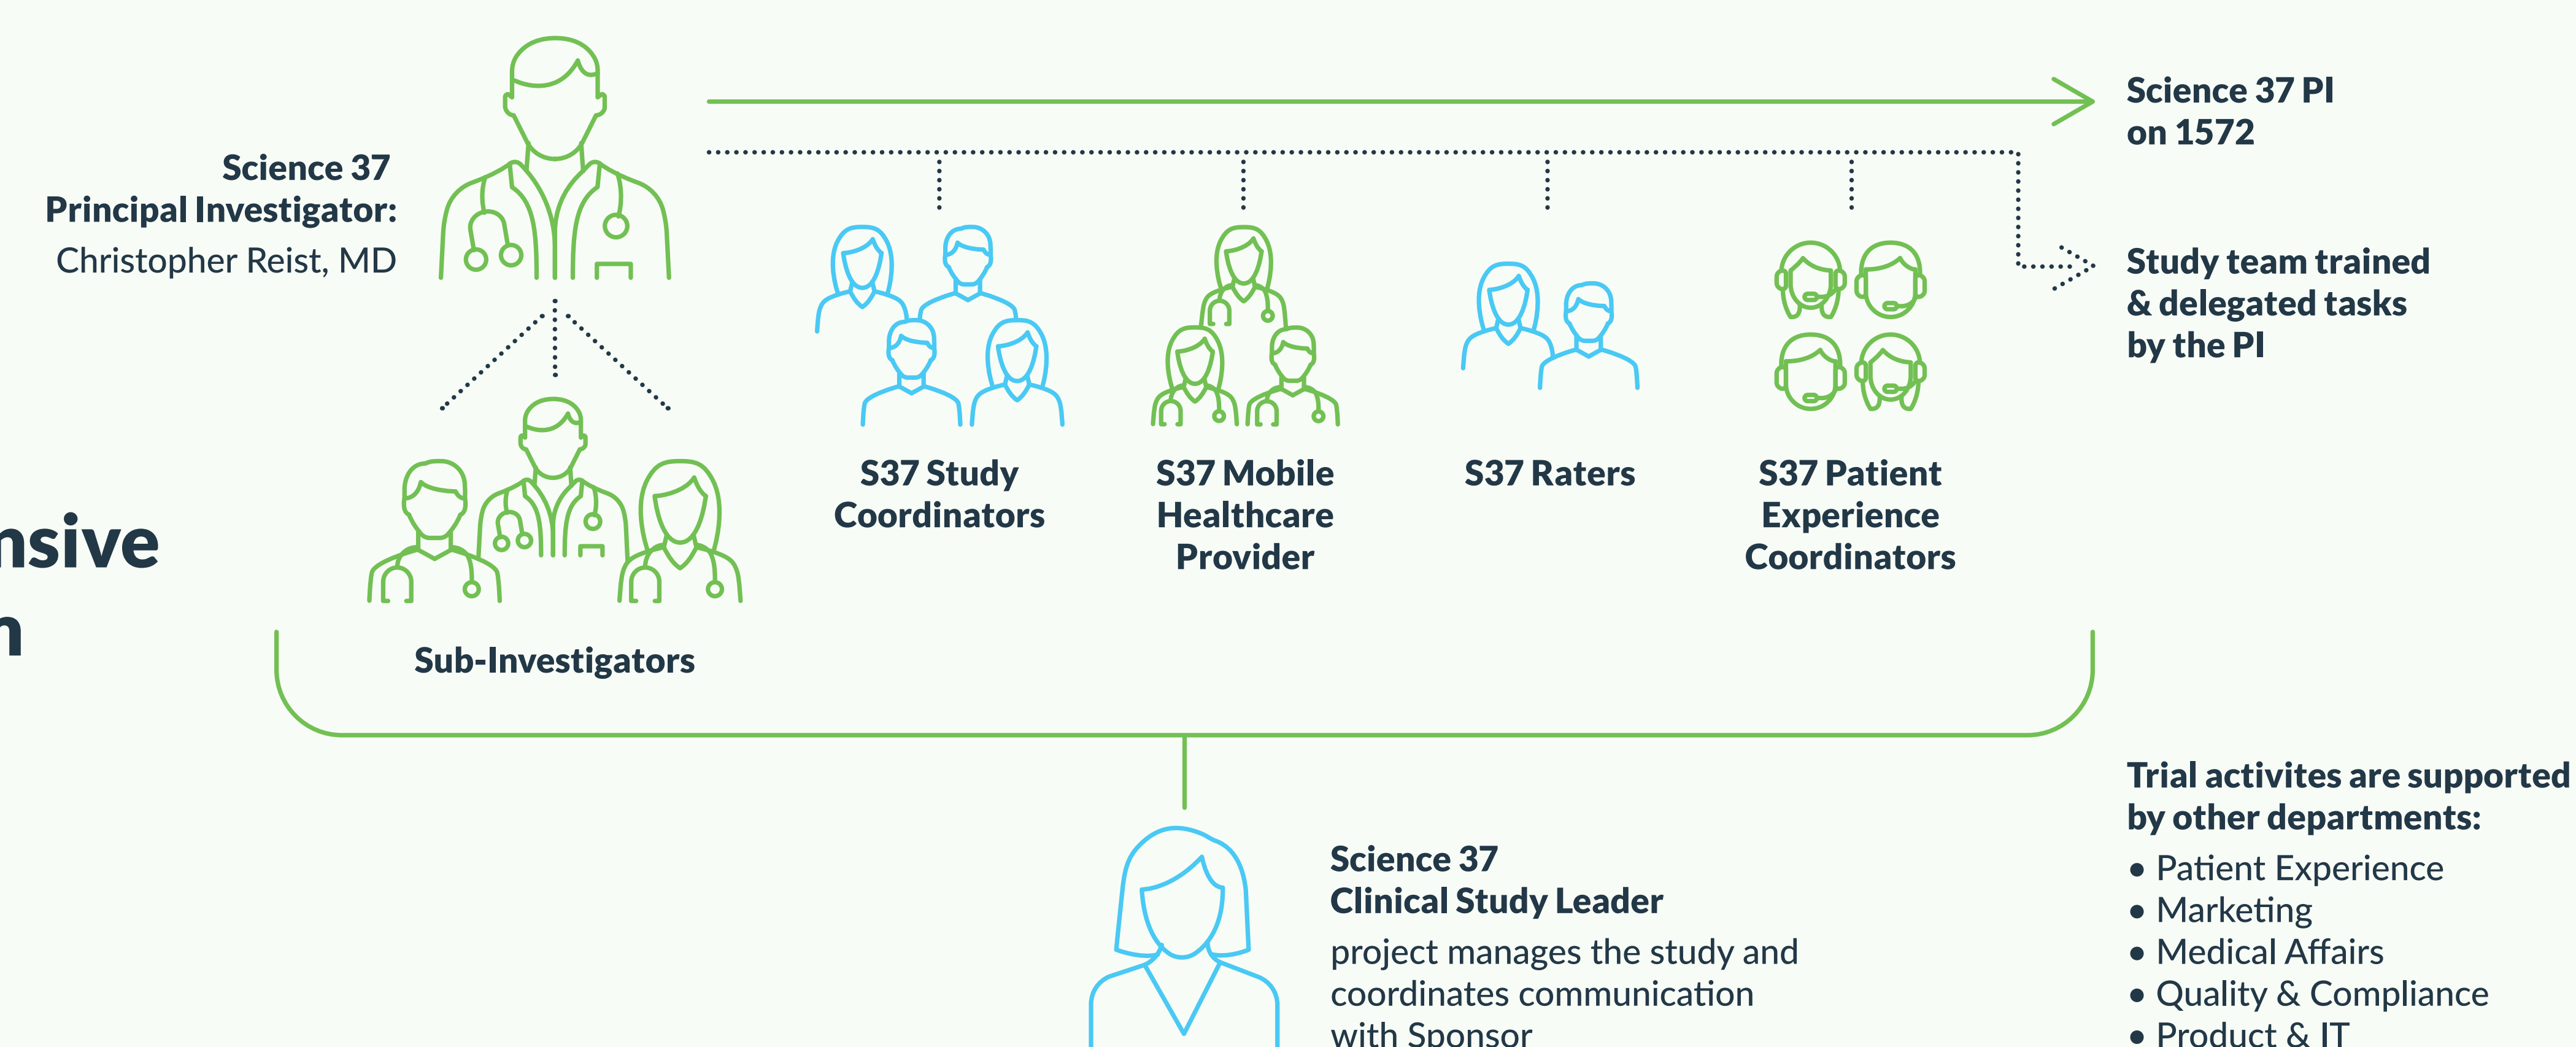 Science 37 PI
on 1572
Science 37
Principal Investigator:
Christopher Reist, MD
Study team trained
& delegated tasks
by the PI
S37 Study
Coordinators
S37 Mobile
Healthcare
Provider
S37 Raters
S37 Patient
Experience
Coordinators
nsive
n
Sub-Investigators
Science 37
Clinical Study Leader
project manages the study and
coordinates communication
with Sponsor
Trial activites are supported
by other departments:
• Patient Experience
• Marketing
• Medical Affairs
• Quality & Compliance
• Product & IT